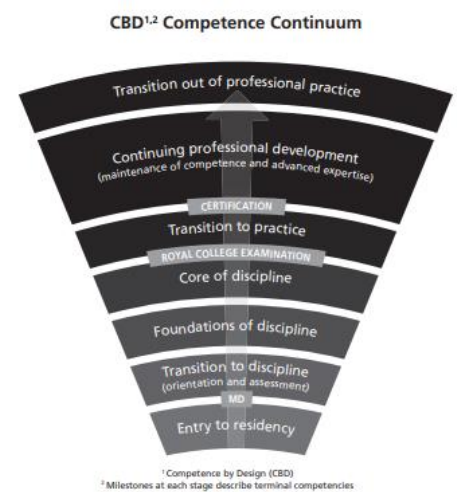 CBD1,2 Competence Continuum
Transition out of professional practice
Continuing professional development
(maintenance of competence and advanced expertise)
CERTIFICATION
Transition to practice
ROYAL COLLEGE EXAMINATION
Core of discipline
Foundations of discipline
Transition to discipline
(orientation and assessment)
MD
Entry to residency
1 Competence by Design (CBD)
2 Milestones at each stage describe terminal competencies